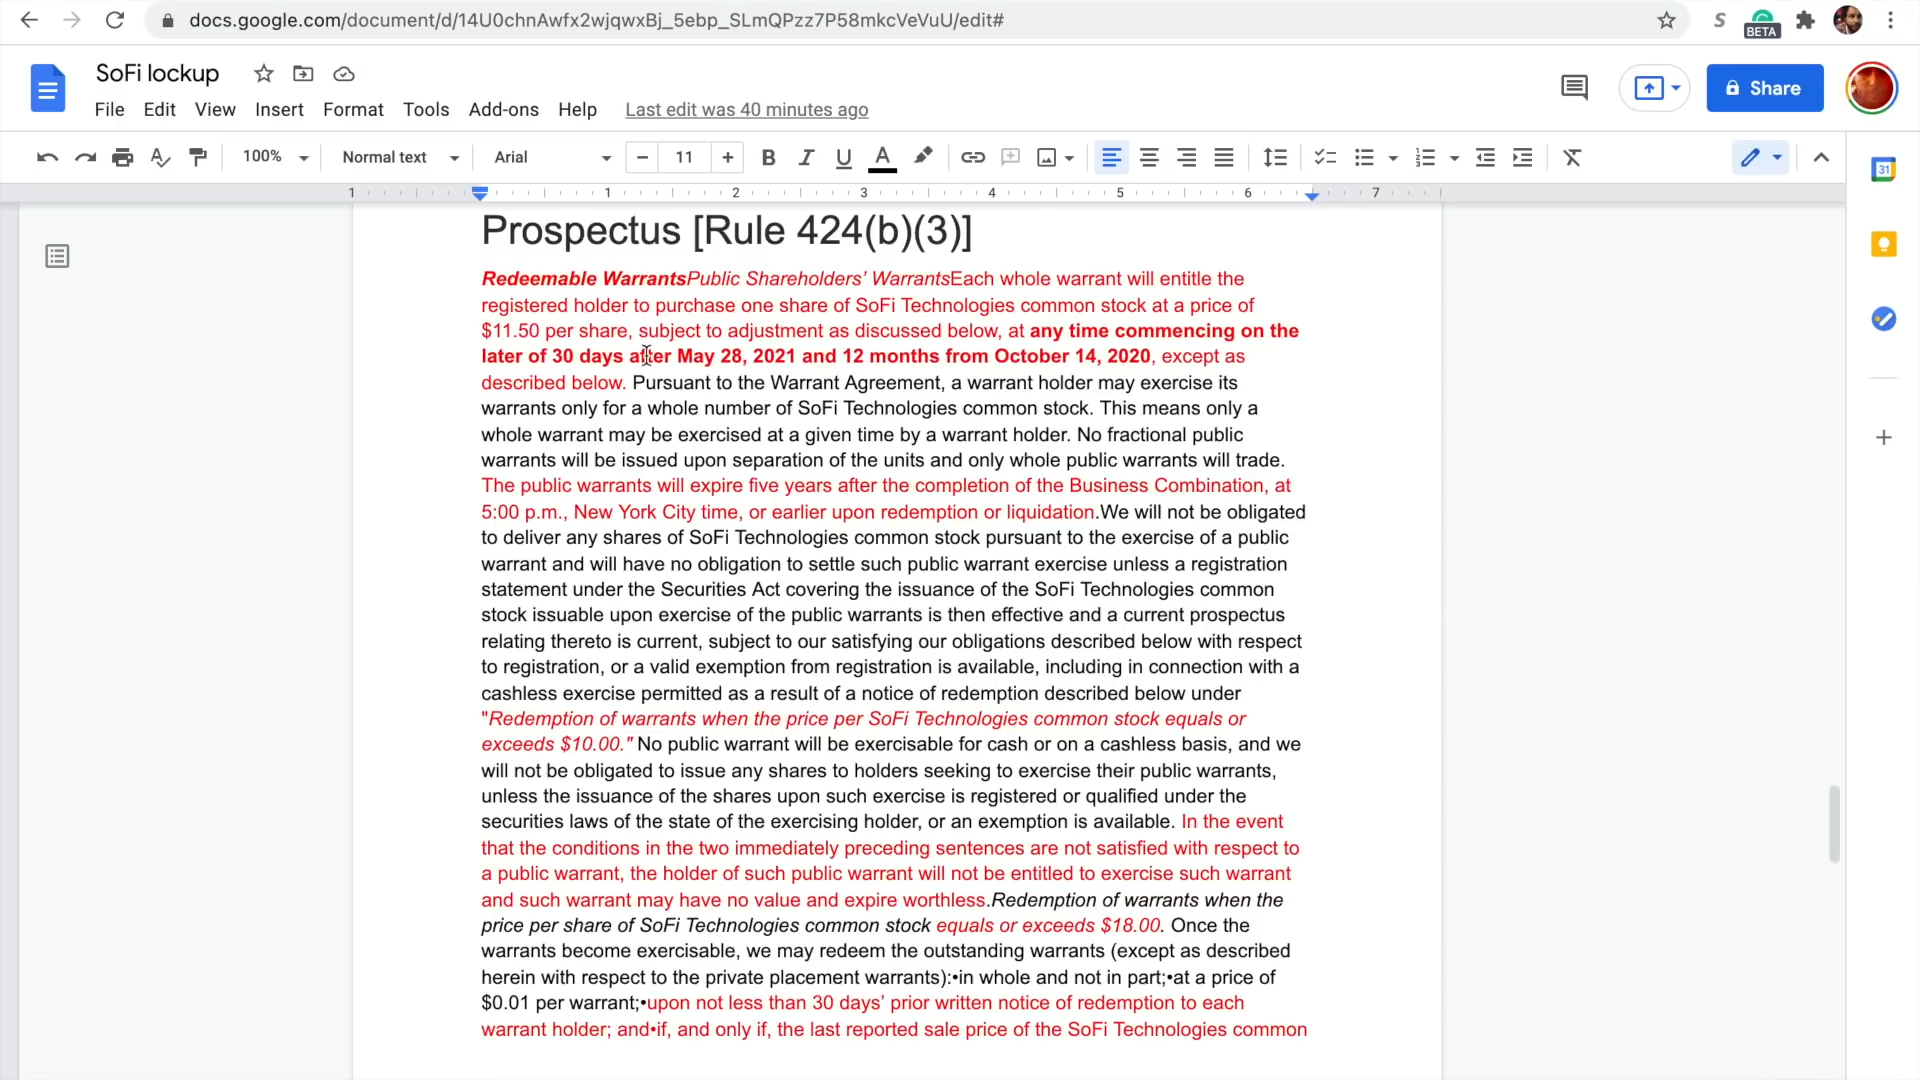 docs.google.com/document/d/14U0chnAwfx2wjqwxBj_5ebp_SLmQPzz7P58mkcVeVuU/edit#
BETA
SoFi lockup
File Edit View Insert Format Tools Add-ons Help Last edit was 40 minutes ago
Share
100% Normal text Arial 11
31
1 1 2 3 4 5 6 7
Prospectus [Rule 424(b)(3)]
Redeemable WarrantsPublic Shareholders’ WarrantsEach whole warrant will entitle the
registered holder to purchase one share of SoFi Technologies common stock at a price of
$11.50 per share, subject to adjustment as discussed below, at any time commencing on the
later of 30 days after May 28, 2021 and 12 months from October 14, 2020, except as
described below. Pursuant to the Warrant Agreement, a warrant holder may exercise its
warrants only for a whole number of SoFi Technologies common stock. This means only a
whole warrant may be exercised at a given time by a warrant holder. No fractional public
warrants will be issued upon separation of the units and only whole public warrants will trade.
The public warrants will expire five years after the completion of the Business Combination, at
5:00 p.m., New York City time, or earlier upon redemption or liquidation.We will not be obligated
to deliver any shares of SoFi Technologies common stock pursuant to the exercise of a public
warrant and will have no obligation to settle such public warrant exercise unless a registration
statement under the Securities Act covering the issuance of the SoFi Technologies common
stock issuable upon exercise of the public warrants is then effective and a current prospectus
relating thereto is current, subject to our satisfying our obligations described below with respect
to registration, or a valid exemption from registration is available, including in connection with a
cashless exercise permitted as a result of a notice of redemption described below under
"Redemption of warrants when the price per SoFi Technologies common stock equals or
exceeds $10.00." No public warrant will be exercisable for cash or on a cashless basis, and we
will not be obligated to issue any shares to holders seeking to exercise their public warrants,
unless the issuance of the shares upon such exercise is registered or qualified under the
securities laws of the state of the exercising holder, or an exemption is available. In the event
that the conditions in the two immediately preceding sentences are not satisfied with respect to
a public warrant, the holder of such public warrant will not be entitled to exercise such warrant
and such warrant may have no value and expire worthless.Redemption of warrants when the
price per share of SoFi Technologies common stock equals or exceeds $18.00. Once the
warrants become exercisable, we may redeem the outstanding warrants (except as described
herein with respect to the private placement warrants):•in whole and not in part;•at a price of
$0.01 per warrant;•upon not less than 30 days’ prior written notice of redemption to each
warrant holder; and•if, and only if, the last reported sale price of the SoFi Technologies common